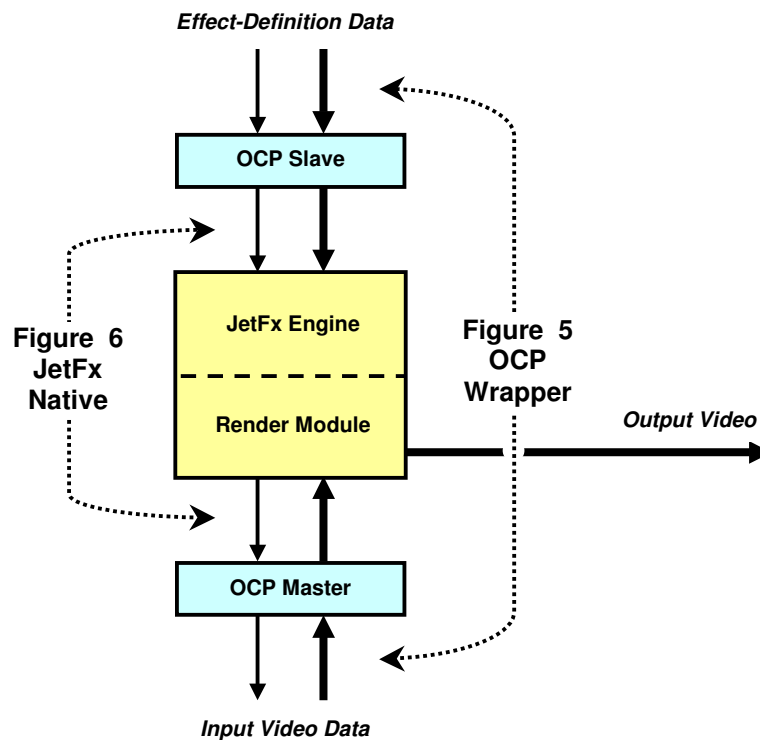 Effect-Definition Data
OCP Slave
JetFx Engine
Figure 6
JetFx
Native
Figure 5
OCP
Wrapper
Render Module
Output Video
OCP Master
Input Video Data